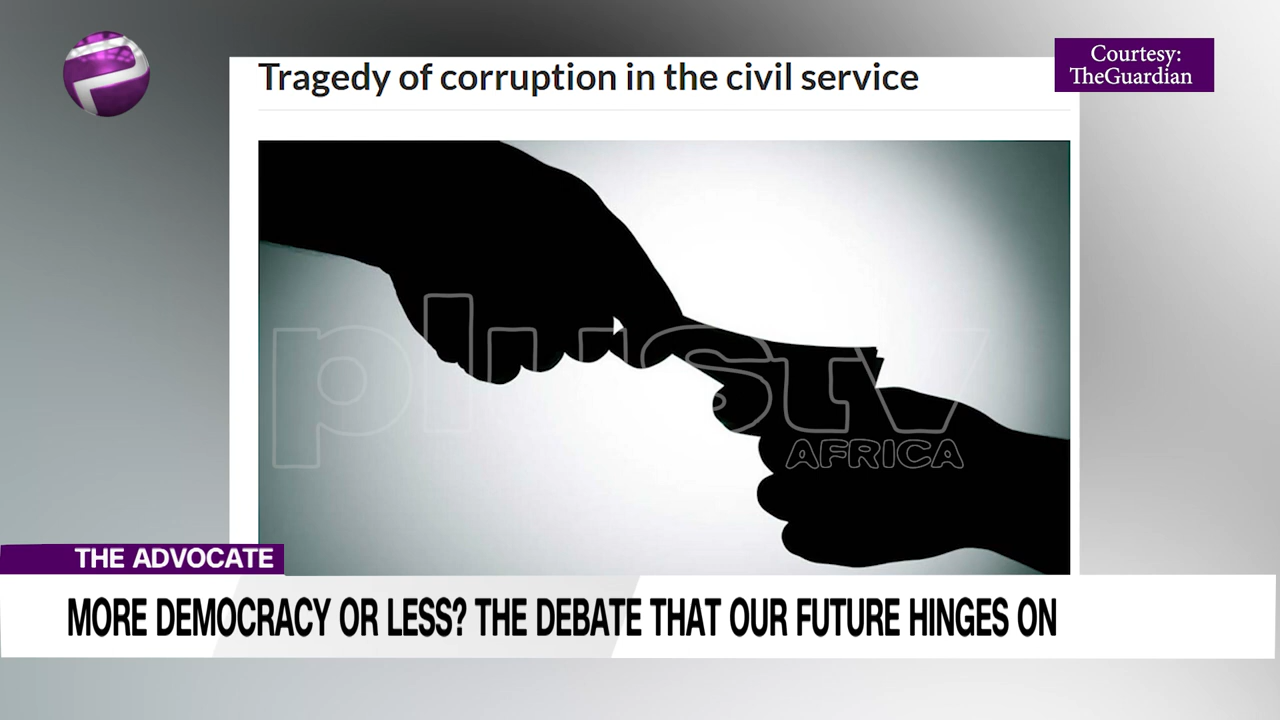 Courtesy:
TheGuardian
Tragedy of corruption in the civil service
plustv
AFRICA
THE ADVOCATE
MORE DEMOCRACY OR LESS? THE DEBATE THAT OUR FUTURE HINGES ON